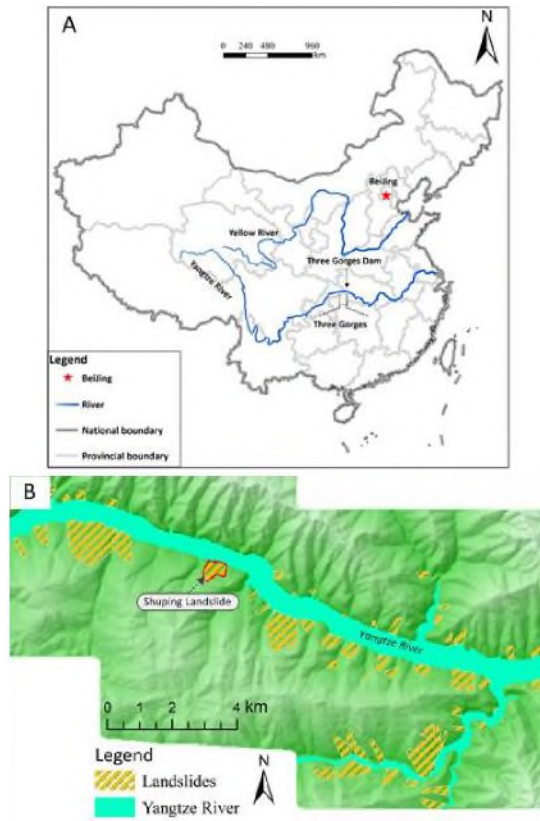 A
N
0 240 480 960
km
Beijing
Yellow River
Three Gorges Dam
Yangtze River
Three Gorges
Legend
Beijing
River
National boundary
Provincial boundary
B
Shuping Landslide
Yangtze River
0 1 2 4 km
Legend
N
Landslides
Yangtze River